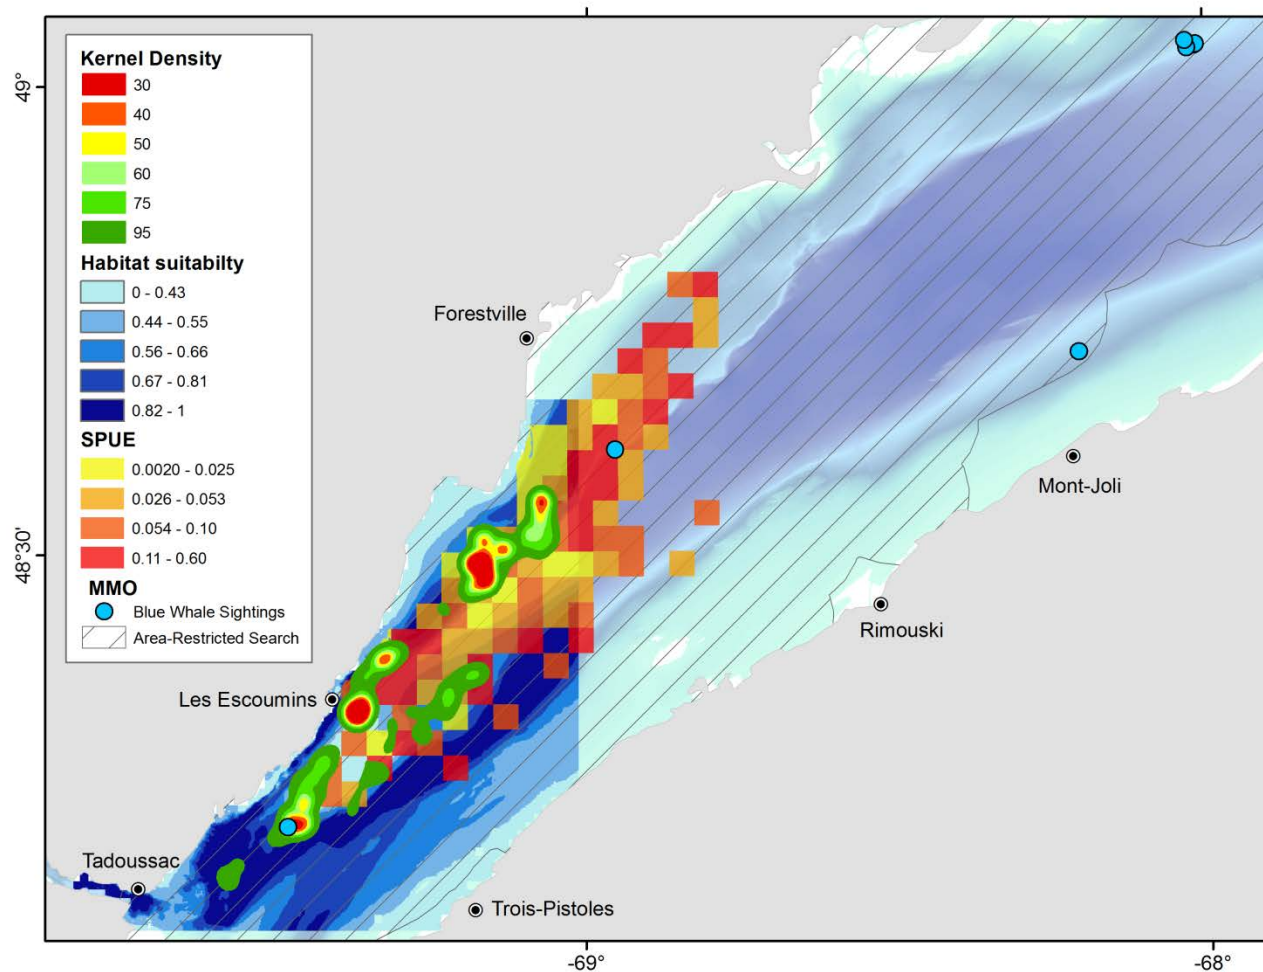 Kernel Density
30
40
50
60
75
95
Habitat suitabilty
0 - 0.43
0.44 - 0.55
0.56 - 0.66
0.67 - 0.81
0.82 - 1
SPUE
0.0020 - 0.025
0.026 - 0.053
0.054 - 0.10
0.11 - 0.60
MMO
Blue Whale Sightings
Area-Restricted Search
49°
48°30'
Forestville
Mont-Joli
Rimouski
Les Escoumins
Tadoussac
Trois-Pistoles
-69°
-68°